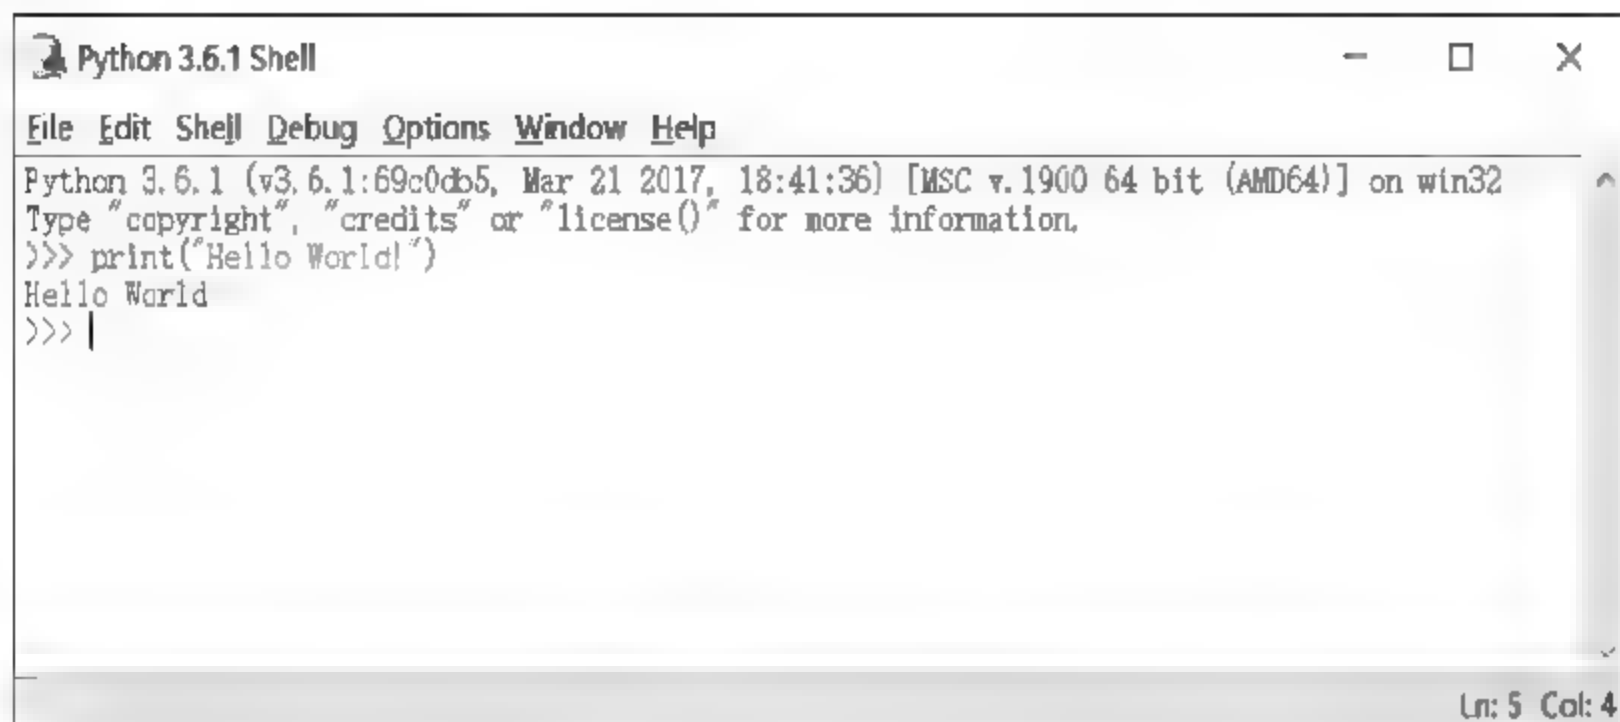 Python 3.6.1 Shell
File Edit Shell Debug Options Window Help
Python 3.6.1 (v3.6.1:69c0db5, Mar 21 2017, 18:41:36) [MSC v.1900 64 bit (AMD64)] on win32
Type "copyright", "credits" or "license()" for more information.
>>> print("Hello World!")
Hello World
>>>
Ln: 5 Col: 4